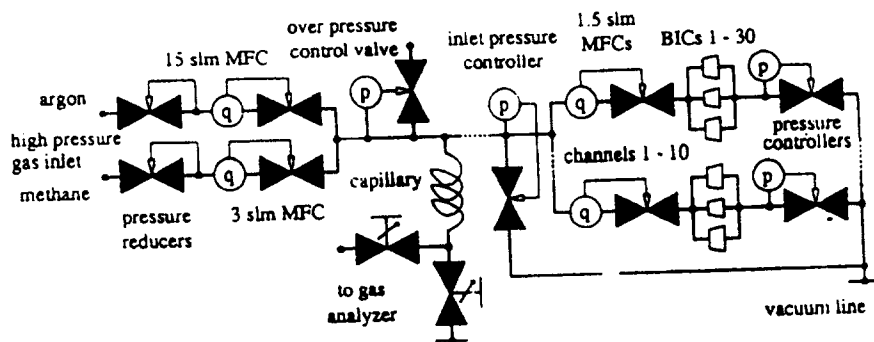 15 slm MFC
over pressure
control valve
inlet pressure
controller
1.5 slm
MFCs
BICs 1 - 30
argon
q
p
p
q
p
high pressure
gas inlet
methane
q
pressure
reducers
3 slm MFC
capillary
channels 1 - 10
pressure
controllers
q
p
to gas
analyzer
vacuum line